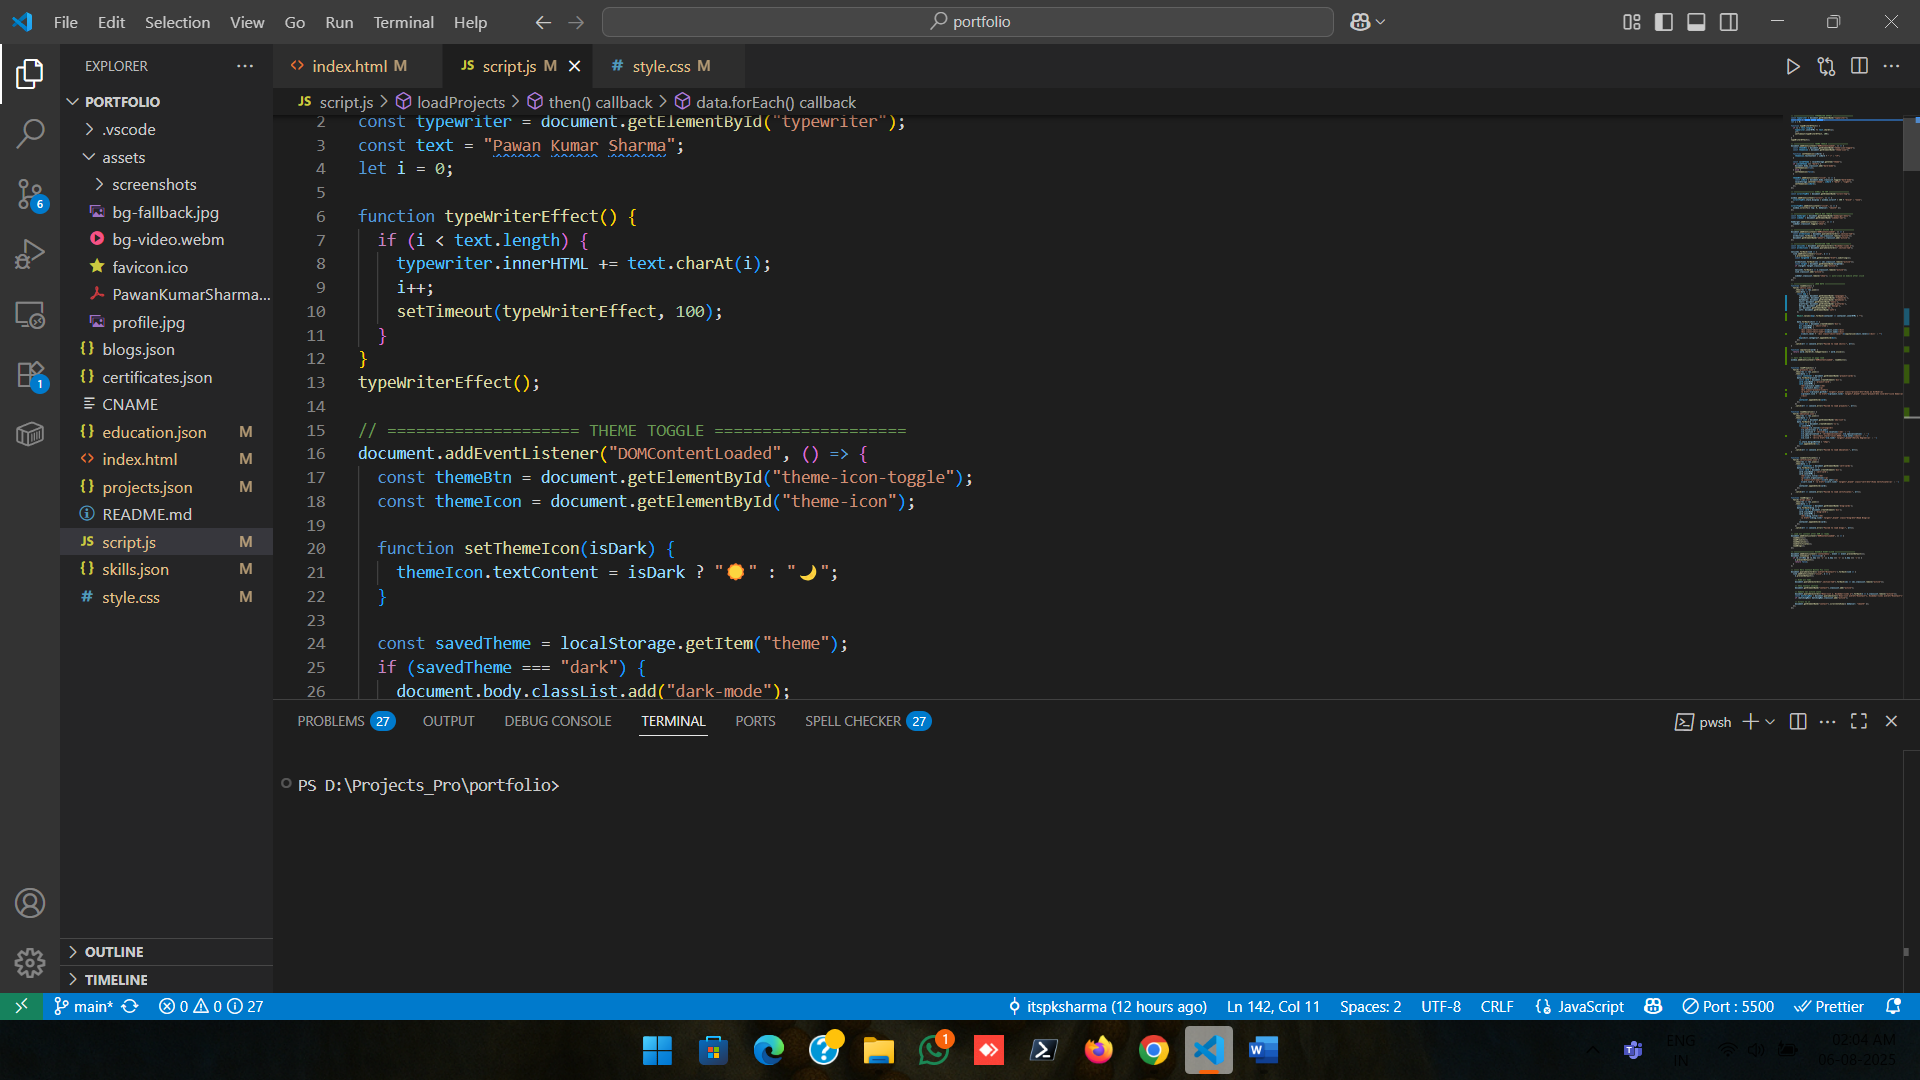 File Edit Selection View Go Run Terminal Help
portfolio
EXPLORER
PORTFOLIO
.vscode
assets
screenshots
bg-fallback.jpg
bg-video.webm
favicon.ico
PawanKumarSharma...
profile.jpg
blogs.json
certificates.json
CNAME
education.json M
index.html M
projects.json M
README.md
script.js M
skills.json M
style.css M
OUTLINE
TIMELINE
index.html M
script.js M
style.css M
script.js > loadProjects > then() callback > data.forEach() callback
2 const typewriter = document.getElementById("typewriter");
3 const text = "Pawan Kumar Sharma";
4 let i = 0;
5
6 function typeWriterEffect() {
7 if (i < text.length) {
8 typewriter.innerHTML += text.charAt(i);
9 i++;
10 setTimeout(typeWriterEffect, 100);
11 }
12 }
13 typeWriterEffect();
14
15 // ==================== THEME TOGGLE ====================
16 document.addEventListener("DOMContentLoaded", () => {
17 const themeBtn = document.getElementById("theme-icon-toggle");
18 const themeIcon = document.getElementById("theme-icon");
19
20 function setThemeIcon(isDark) {
21 themeIcon.textContent = isDark ? "☀️" : "🌙";
22 }
23
24 const savedTheme = localStorage.getItem("theme");
25 if (savedTheme === "dark") {
26 document.body.classList.add("dark-mode");
PROBLEMS 27 OUTPUT DEBUG CONSOLE TERMINAL PORTS SPELL CHECKER 27
pwsh
PS D:\Projects_Pro\portfolio>
6
1
main* 0 0 27
itspksharma (12 hours ago) Ln 142, Col 11 Spaces: 2 UTF-8 CRLF {} JavaScript Port : 5500 Prettier
1
ENG
IN
02:04 AM
06-08-2025